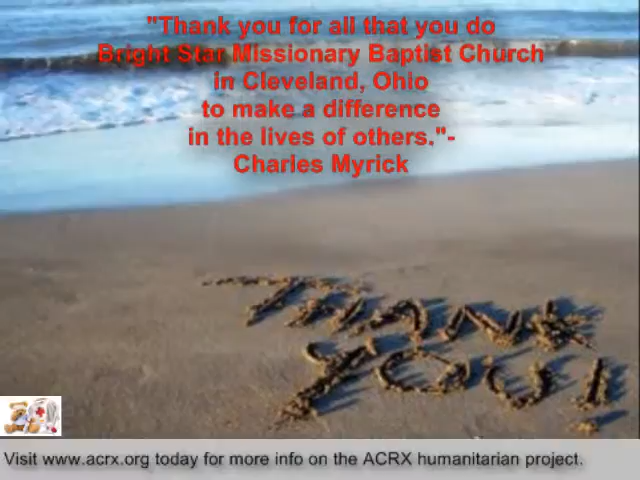 "Thank you for all that you do
Bright Star Missionary Baptist Church
in Cleveland, Ohio
to make a difference
in the lives of others."-
Charles Myrick
THANK
YOU!
Visit www.acrx.org today for more info on the ACRX humanitarian project.